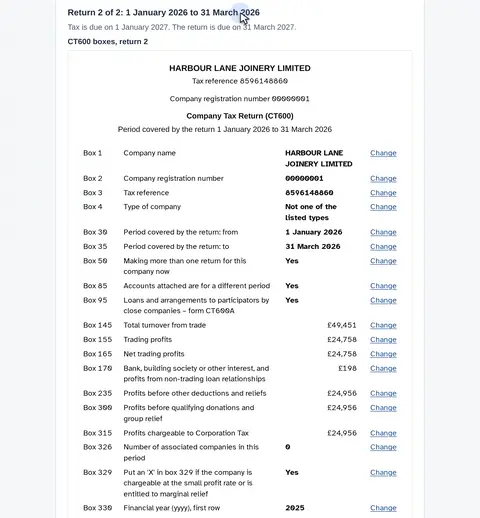 Return 2 of 2: 1 January 2026 to 31 March 2026
Tax is due on 1 January 2027. The return is due on 31 March 2027.
CT600 boxes, return 2
HARBOUR LANE JOINERY LIMITED
Tax reference 8596148860
Company registration number 00000001
Company Tax Return (CT600)
Period covered by the return 1 January 2026 to 31 March 2026
Box 1 Company name HARBOUR LANE Change
JOINERY LIMITED
Box 2 Company registration number 00000001 Change
Box 3 Tax reference 8596148860 Change
Box 4 Type of company Not one of the Change
listed types
Box 30 Period covered by the return: from 1 January 2026 Change
Box 35 Period covered by the return: to 31 March 2026 Change
Box 50 Making more than one return for this Yes Change
company now
Box 85 Accounts attached are for a different period Yes Change
Box 95 Loans and arrangements to participators by Yes Change
close companies – form CT600A
Box 145 Total turnover from trade £49,451 Change
Box 155 Trading profits £24,758 Change
Box 165 Net trading profits £24,758 Change
Box 170 Bank, building society or other interest, and £198 Change
profits from non-trading loan relationships
Box 235 Profits before other deductions and reliefs £24,956 Change
Box 300 Profits before qualifying donations and £24,956 Change
group relief
Box 315 Profits chargeable to Corporation Tax £24,956 Change
Box 326 Number of associated companies in this 0 Change
period
Box 329 Put an 'X' in box 329 if the company is Yes Change
chargeable at the small profit rate or is
entitled to marginal relief
Box 330 Financial year (yyyy), first row 2025 Change